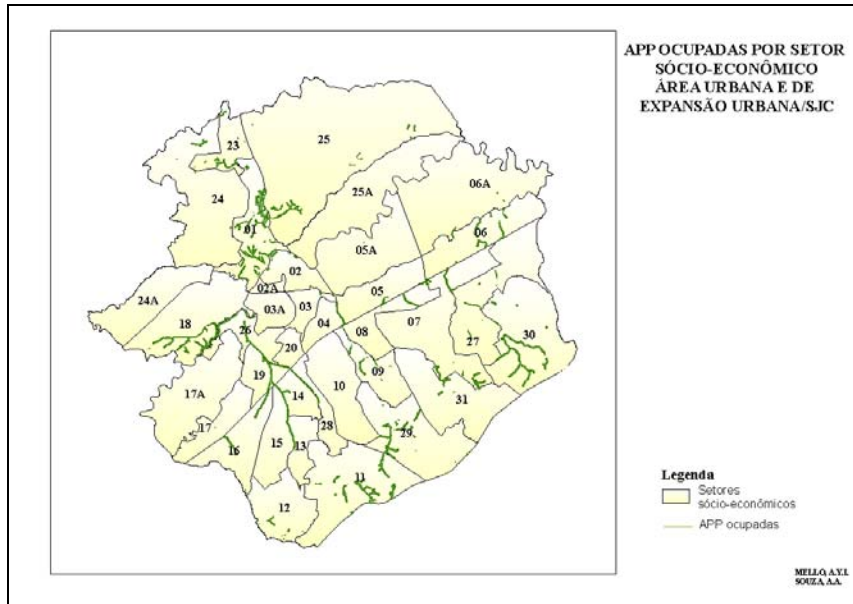 APP OCUPADAS POR SETOR
SÓCIO-ECONÔMICO
ÁREA URBANA E DE
EXPANSÃO URBANA/SJC
23
25
06A
24
25A
01
06
05A
02
24A
02A
05
03A
03
18
26
04
08
07
30
20
27
19
09
17A
14
10
31
17
28
29
16
15
13
11
12
Legenda
Setores
sócio-econômicos
APP ocupadas
MELLO, A.Y.I.
SOUZA, A.A.